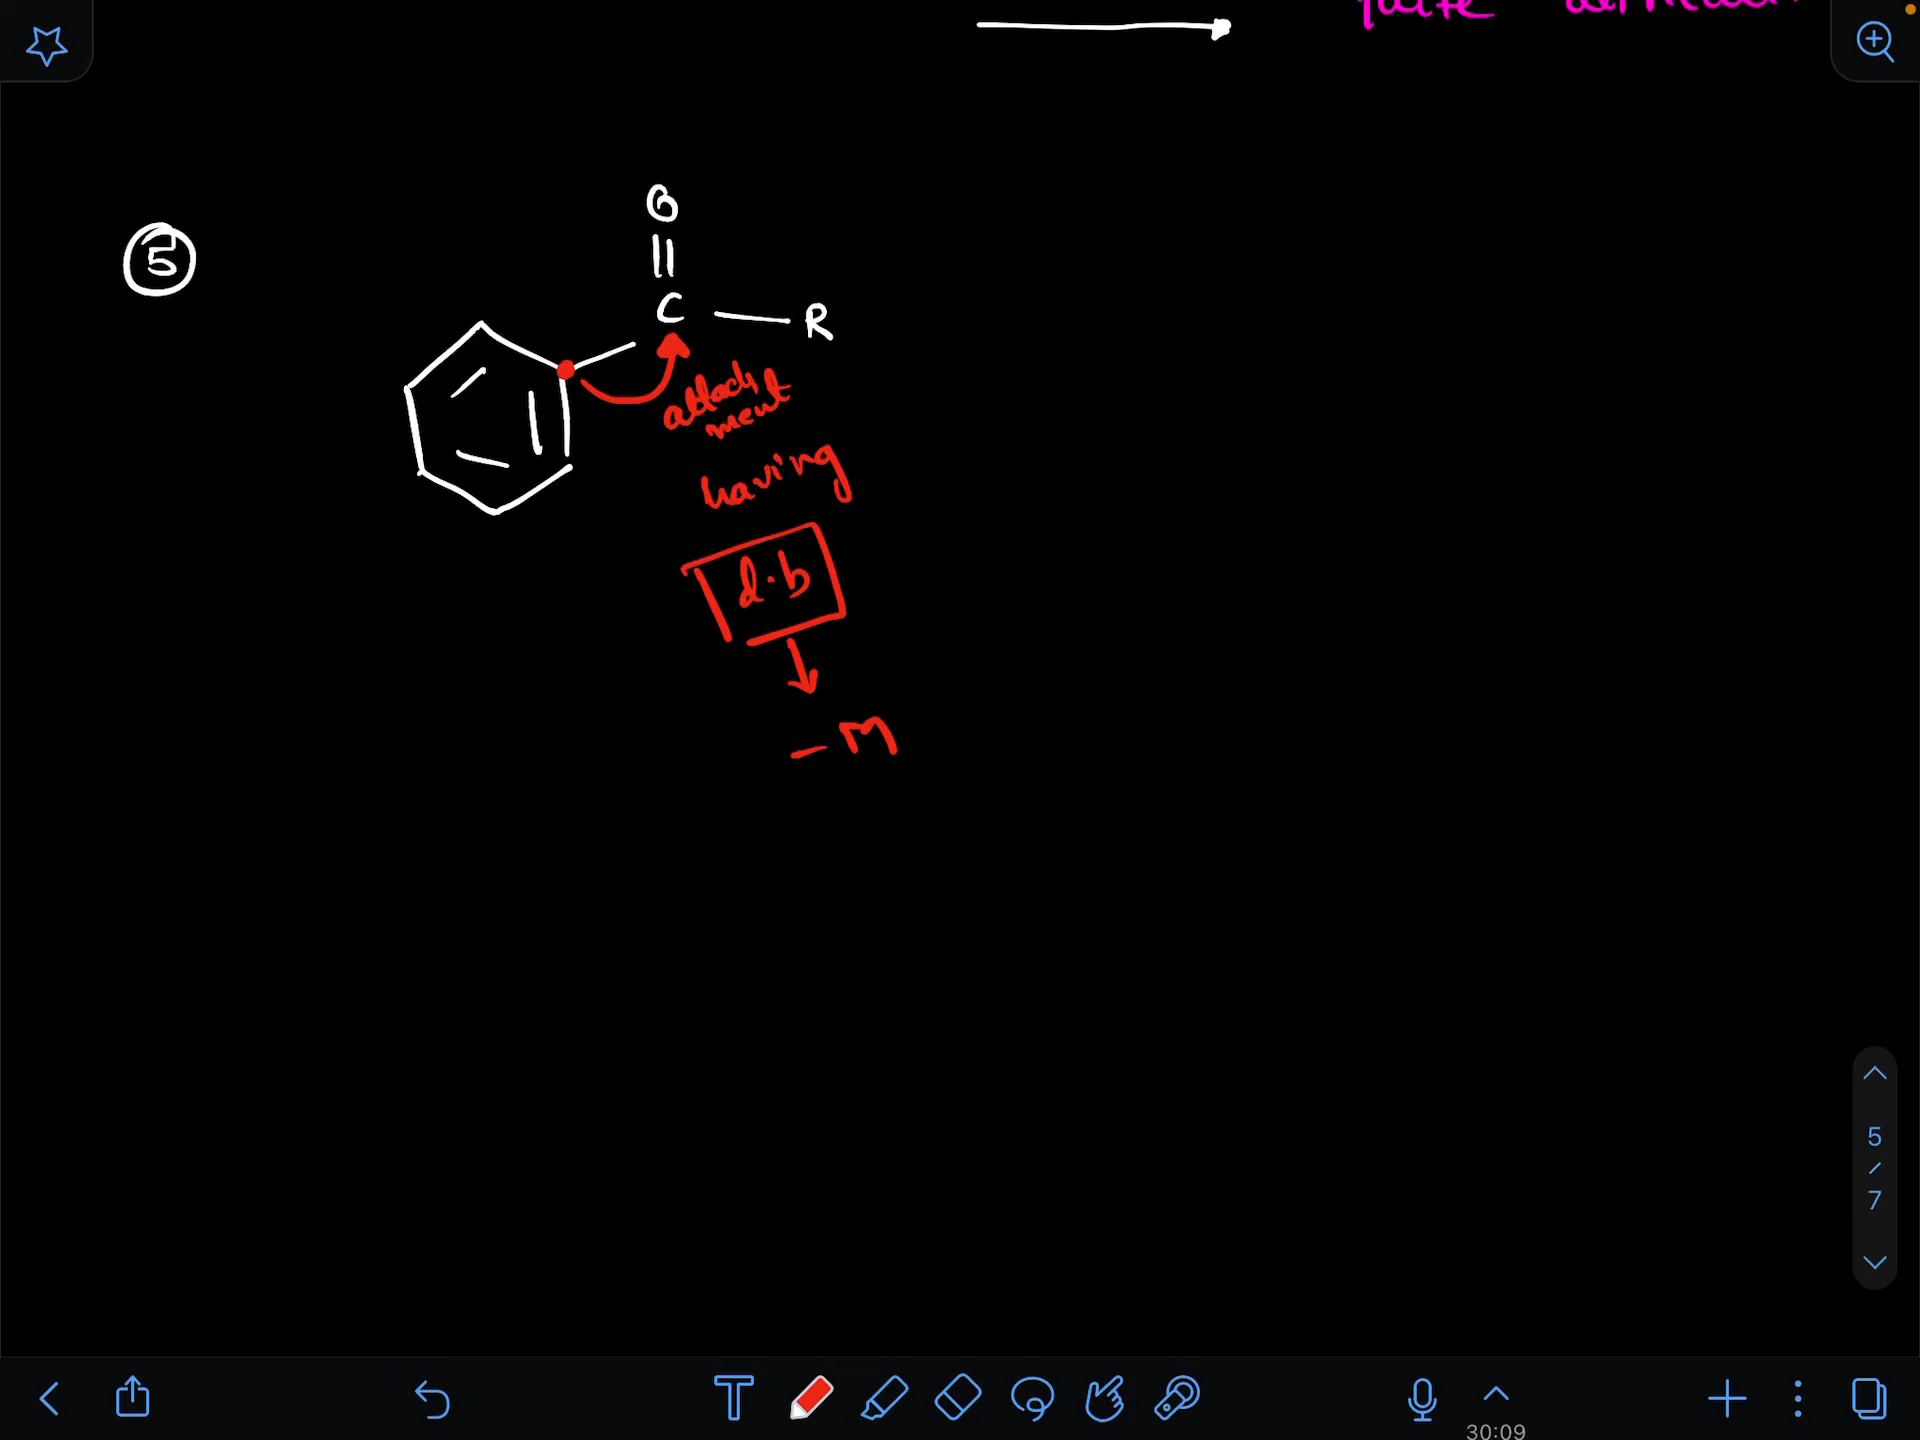 5
O
||
C — R
attach
ment
having
d.b
- M
5
/
7
T
30:09